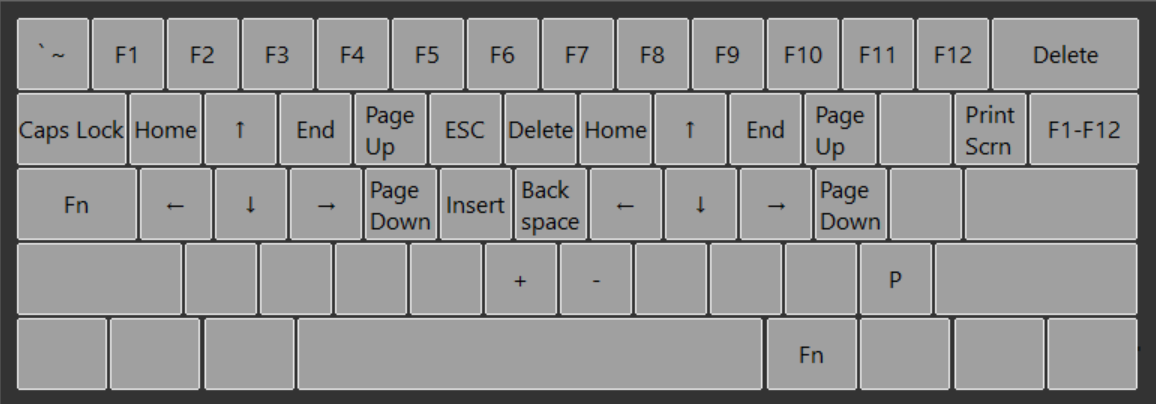 ` ~ F1 F2 F3 F4 F5 F6 F7 F8 F9 F10 F11 F12 Delete
Caps Lock Home ↑ End Page Up ESC Delete Home ↑ End Page Up Print Scrn F1-F12
Fn ← ↓ → Page Down Insert Back space ← ↓ → Page Down
+ - P
Fn